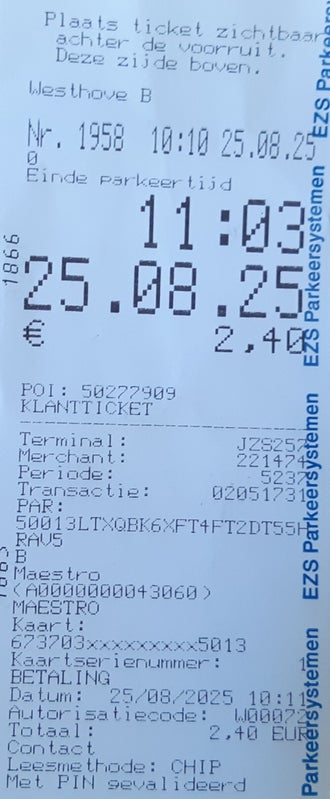 Plaats ticket zichtbaar
achter de voorruit.
Deze zijde boven.
Westhove B
Nr. 1958 10:10 25.08.25
0
Einde parkeertijd
11:03
25.08.25
€ 2,40
POI: 50277909
KLANTTICKET
Terminal: JZS257
Merchant: 221474
Periode: 5237
Transactie: 02051731
PAR:
50013LTXQBK6XFT4FT2DT55H
RAV5
B
Maestro
(A0000000043060)
MAESTRO
Kaart:
673703xxxxxxxxx5013
Kaartserienummer: 1
BETALING
Datum: 25/08/2025 10:11
Autorisatiecode: W00072
Totaal: 2,40 EUR
Contact
Leesmethode: CHIP
Met PIN gevalideerd
1866
EZS Parkeersystemen
EZS Parkeersystemen
EZS Parkeersystemen
Parkeersystemen